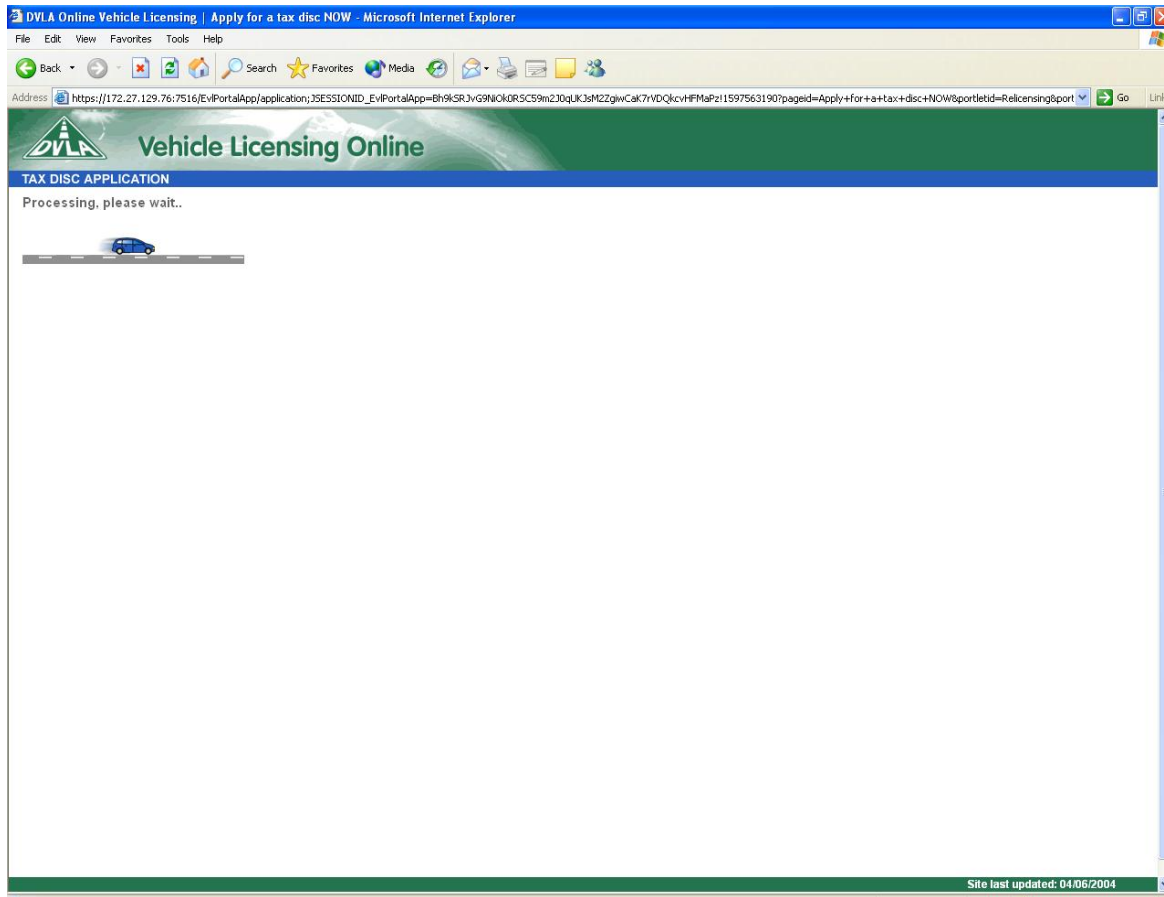 DVLA Online Vehicle Licensing | Apply for a tax disc NOW - Microsoft Internet Explorer
File Edit View Favorites Tools Help
Back Search Favorites Media
Address https://172.27.129.76:7516/EvlPortalApp/application;JSESSIONID_EvlPortalApp=Bh9kSRJvG9NiOk0RSC59m2J0qUKJsM2ZgiwCaK7rVDQkcvHFMaPz!1597563190?pageid=Apply+for+a+tax+disc+NOW&portletid=Relicensing&port Go Link
DVLA Vehicle Licensing Online
TAX DISC APPLICATION
Processing, please wait..
Site last updated: 04/06/2004